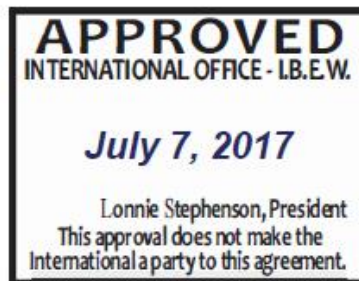 APPROVED
INTERNATIONAL OFFICE - I.B.E.W.
July 7, 2017
Lonnie Stephenson, President
This approval does not make the
International a party to this agreement.